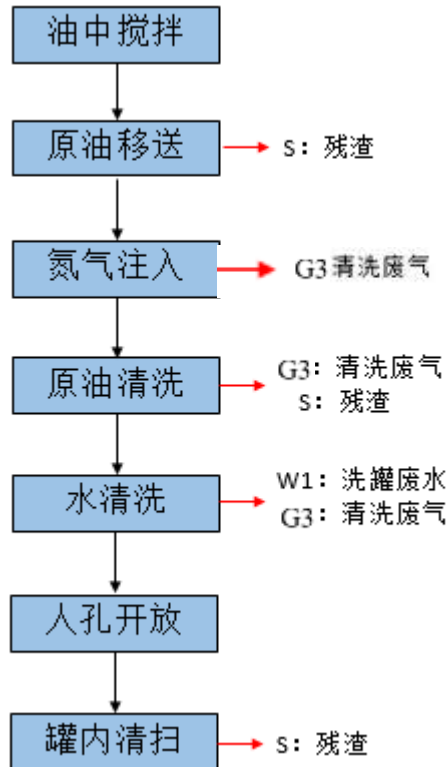 油中搅拌
原油移送
S: 残渣
氮气注入
G3清洗废气
原油清洗
G3: 清洗废气
S: 残渣
水清洗
W1: 洗罐废水
G3: 清洗废气
人孔开放
罐内清扫
S: 残渣